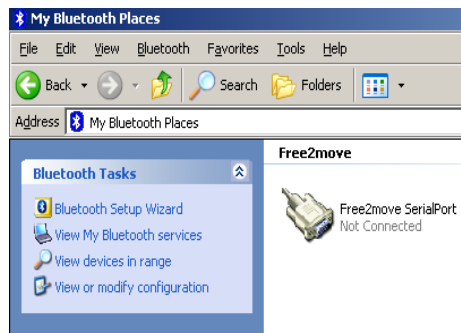 My Bluetooth Places
File Edit View Bluetooth Favorites Tools Help
Back Search Folders
Address My Bluetooth Places
Bluetooth Tasks
Bluetooth Setup Wizard
View My Bluetooth services
View devices in range
View or modify configuration
Free2move
Free2move SerialPort
Not Connected